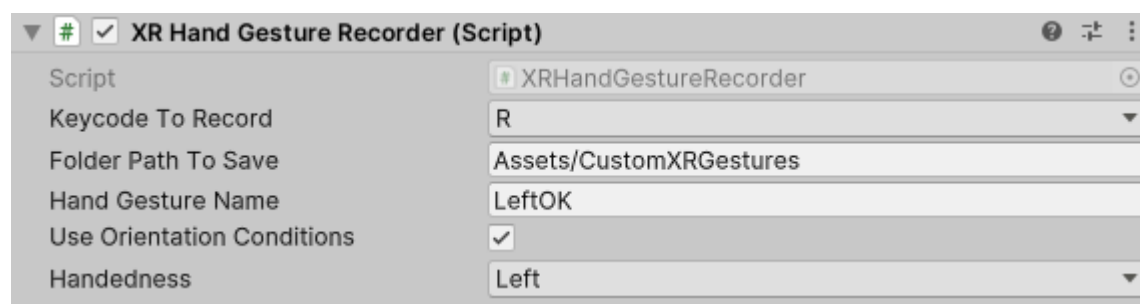 # XR Hand Gesture Recorder (Script)
Script # XRHandGestureRecorder
Keycode To Record R
Folder Path To Save Assets/CustomXRGestures
Hand Gesture Name LeftOK
Use Orientation Conditions
Handedness Left